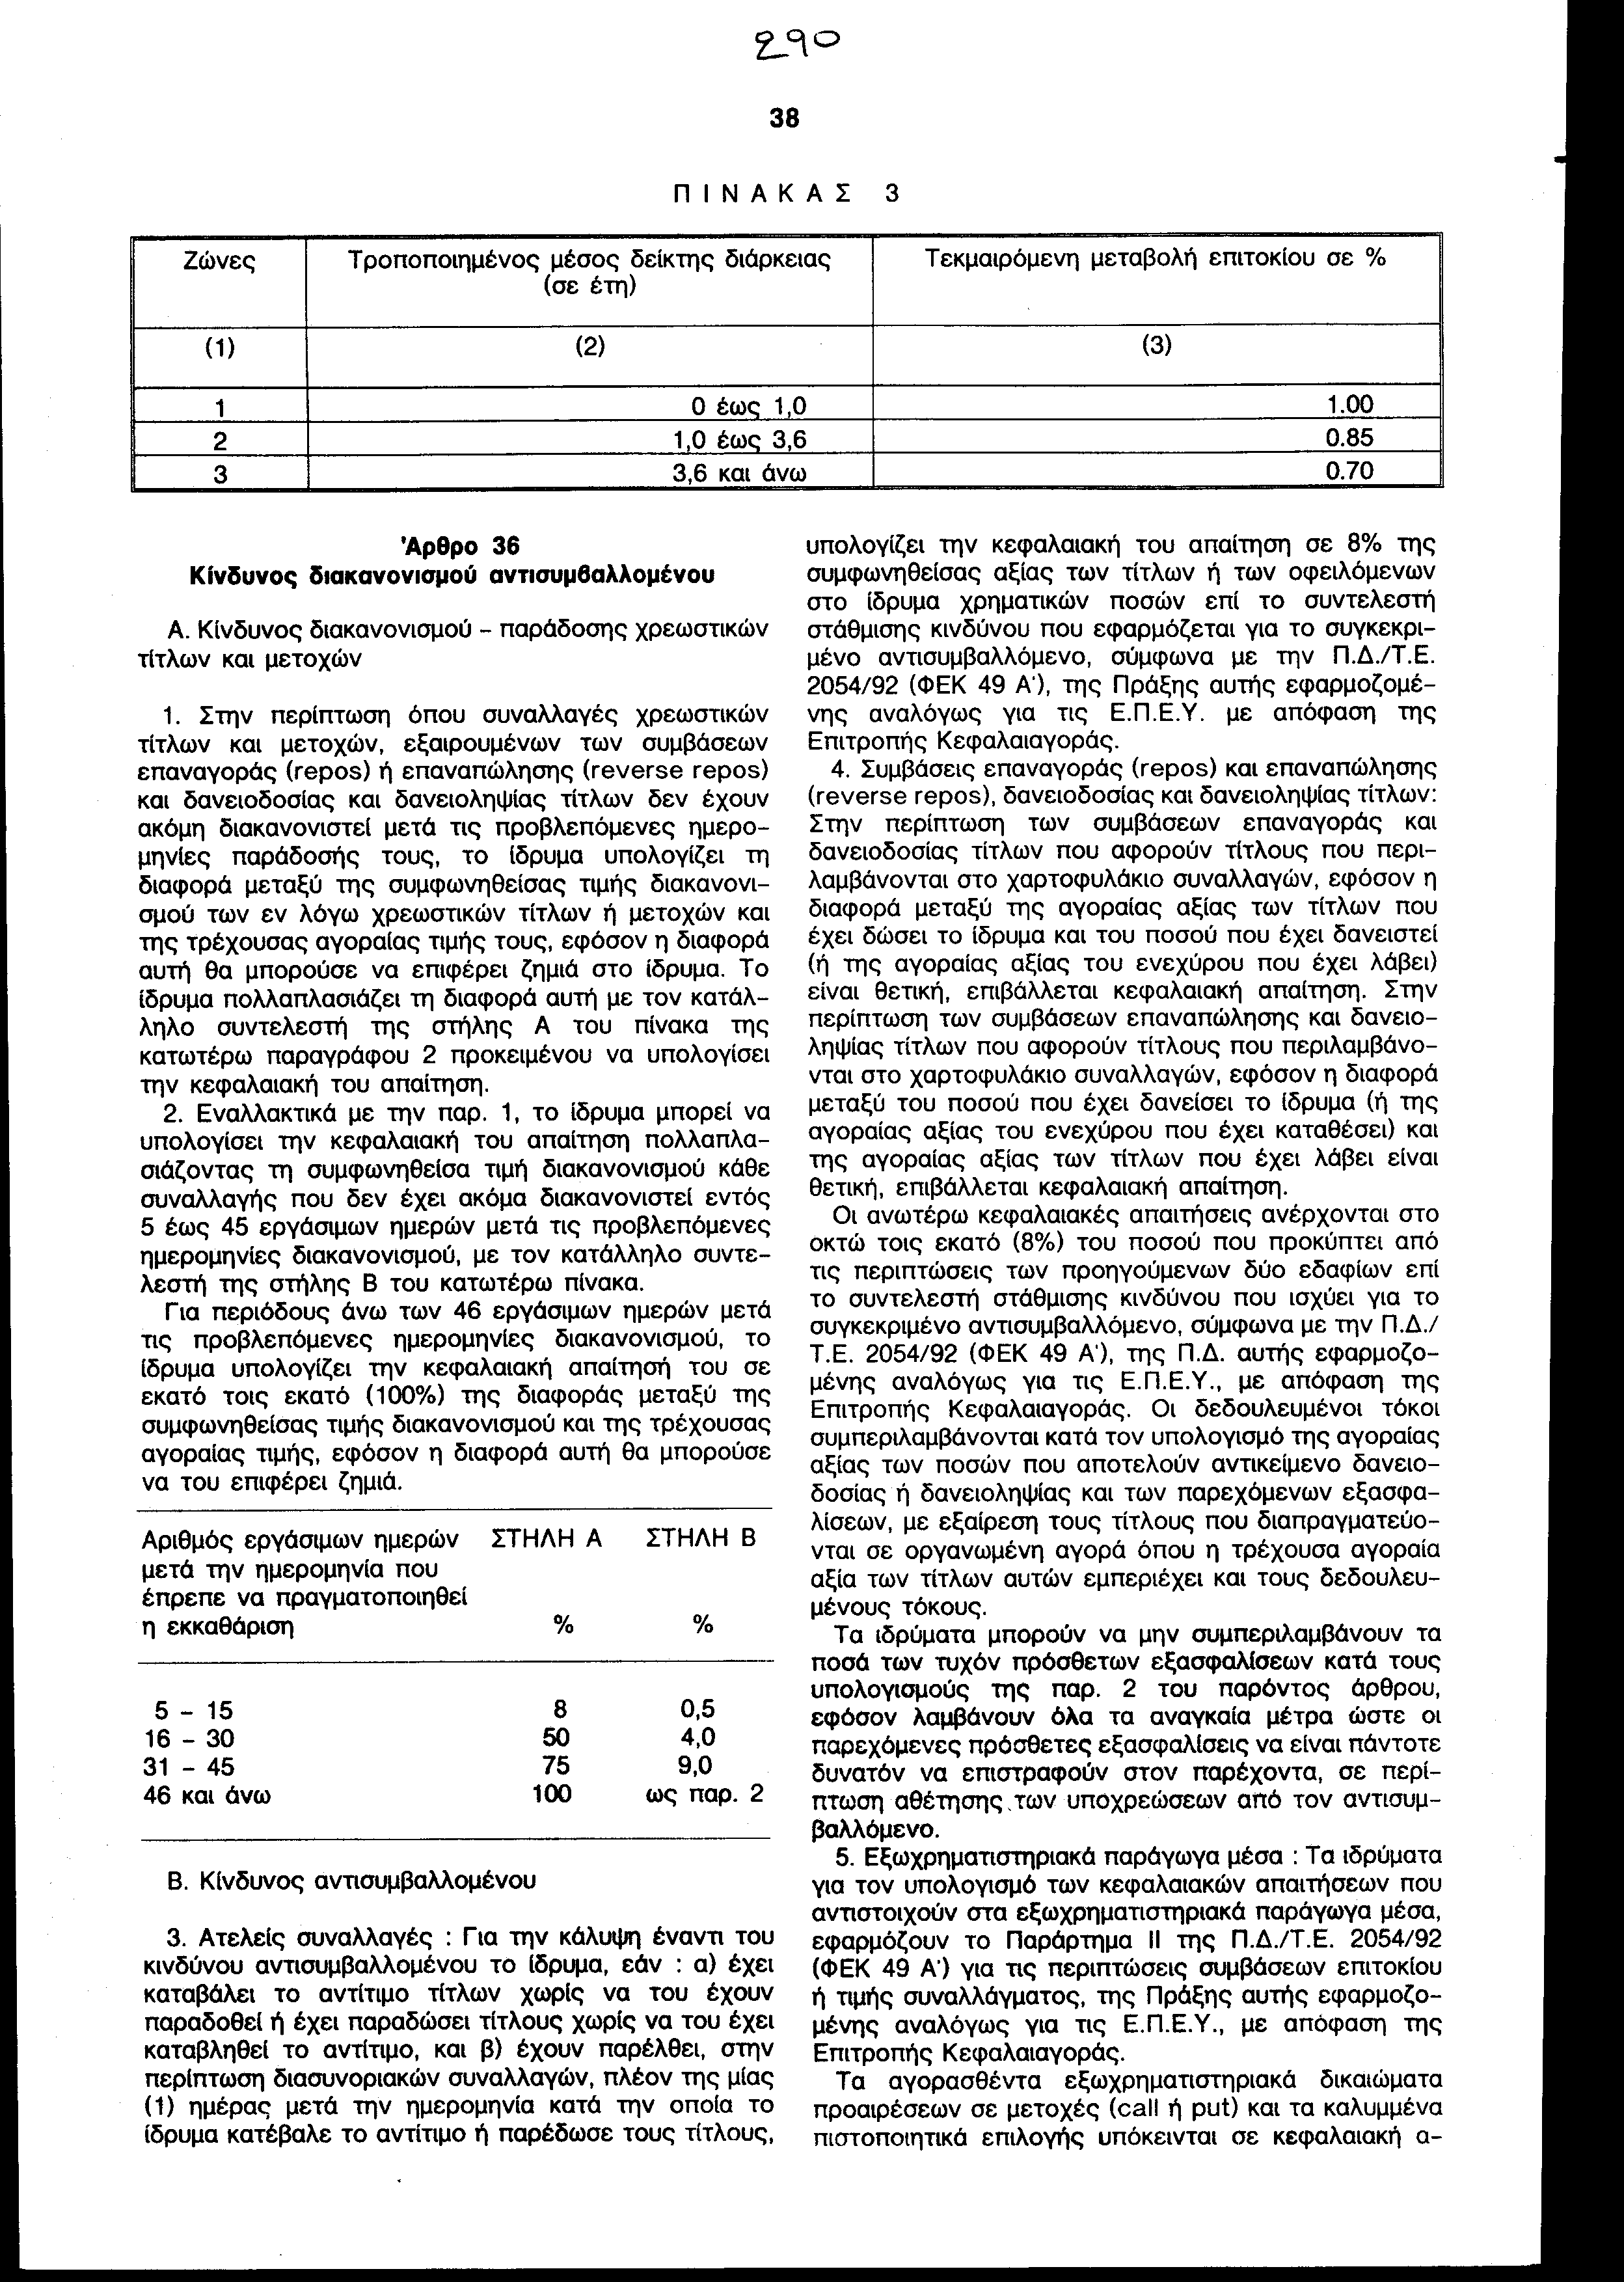 290
38
ΠΙΝΑΚΑΣ 3
Ζώνες Τροποποιημένος μέσος δείκτης διάρκειας Τεκμαιρόμενη μεταβολή επιτοκίου σε %
(σε έτη)
(1) (2) (3)
1 0 έως 1,0 1.00
2 1,0 έως 3,6 0.85
3 3,6 και άνω 0.70
Άρθρο 36
Κίνδυνος διακανονισμού αντισυμβαλλομένου
Α. Κίνδυνος διακανονισμού – παράδοσης χρεωστικών
τίτλων και μετοχών
1. Στην περίπτωση όπου συναλλαγές χρεωστικών
τίτλων και μετοχών, εξαιρουμένων των συμβάσεων
επαναγοράς (repos) ή επαναπώλησης (reverse repos)
και δανειοδοσίας και δανειοληψίας τίτλων δεν έχουν
ακόμη διακανονιστεί μετά τις προβλεπόμενες ημερο-
μηνίες παράδοσής τους, το ίδρυμα υπολογίζει τη
διαφορά μεταξύ της συμφωνηθείσας τιμής διακανονι-
σμού των εν λόγω χρεωστικών τίτλων ή μετοχών και
της τρέχουσας αγοραίας τιμής τους, εφόσον η διαφορά
αυτή θα μπορούσε να επιφέρει ζημιά στο ίδρυμα. Το
ίδρυμα πολλαπλασιάζει τη διαφορά αυτή με τον κατάλ-
ληλο συντελεστή της στήλης Α του πίνακα της
κατωτέρω παραγράφου 2 προκειμένου να υπολογίσει
την κεφαλαιακή του απαίτηση.
2. Εναλλακτικά με την παρ. 1, το ίδρυμα μπορεί να
υπολογίσει την κεφαλαιακή του απαίτηση πολλαπλα-
σιάζοντας τη συμφωνηθείσα τιμή διακανονισμού κάθε
συναλλαγής που δεν έχει ακόμα διακανονιστεί εντός
5 έως 45 εργάσιμων ημερών μετά τις προβλεπόμενες
ημερομηνίες διακανονισμού, με τον κατάλληλο συντε-
λεστή της στήλης Β του κατωτέρω πίνακα.
Για περιόδους άνω των 46 εργάσιμων ημερών μετά
τις προβλεπόμενες ημερομηνίες διακανονισμού, το
ίδρυμα υπολογίζει την κεφαλαιακή απαίτησή του σε
εκατό τοις εκατό (100%) της διαφοράς μεταξύ της
συμφωνηθείσας τιμής διακανονισμού και της τρέχουσας
αγοραίας τιμής, εφόσον η διαφορά αυτή θα μπορούσε
να του επιφέρει ζημιά.
Αριθμός εργάσιμων ημερών ΣΤΗΛΗ Α ΣΤΗΛΗ Β
μετά την ημερομηνία που
έπρεπε να πραγματοποιηθεί
η εκκαθάριση % %
5 – 15 8 0,5
16 – 30 50 4,0
31 – 45 75 9,0
46 και άνω 100 ως παρ. 2
Β. Κίνδυνος αντισυμβαλλομένου
3. Ατελείς συναλλαγές : Για την κάλυψη έναντι του
κινδύνου αντισυμβαλλομένου το ίδρυμα, εάν : α) έχει
καταβάλει το αντίτιμο τίτλων χωρίς να του έχουν
παραδοθεί ή έχει παραδώσει τίτλους χωρίς να του έχει
καταβληθεί το αντίτιμο, και β) έχουν παρέλθει, στην
περίπτωση διασυνοριακών συναλλαγών, πλέον της μίας
(1) ημέρας μετά την ημερομηνία κατά την οποία το
ίδρυμα κατέβαλε το αντίτιμο ή παρέδωσε τους τίτλους,
υπολογίζει την κεφαλαιακή του απαίτηση σε 8% της
συμφωνηθείσας αξίας των τίτλων ή των οφειλόμενων
στο ίδρυμα χρηματικών ποσών επί το συντελεστή
στάθμισης κινδύνου που εφαρμόζεται για το συγκεκρι-
μένο αντισυμβαλλόμενο, σύμφωνα με την Π.Δ./Τ.Ε.
2054/92 (ΦΕΚ 49 Α'), της Πράξης αυτής εφαρμοζομέ-
νης αναλόγως για τις Ε.Π.Ε.Υ. με απόφαση της
Επιτροπής Κεφαλαιαγοράς.
4. Συμβάσεις επαναγοράς (repos) και επαναπώλησης
(reverse repos), δανειοδοσίας και δανειοληψίας τίτλων:
Στην περίπτωση των συμβάσεων επαναγοράς και
δανειοδοσίας τίτλων που αφορούν τίτλους που περι-
λαμβάνονται στο χαρτοφυλάκιο συναλλαγών, εφόσον η
διαφορά μεταξύ της αγοραίας αξίας των τίτλων που
έχει δώσει το ίδρυμα και του ποσού που έχει δανειστεί
(ή της αγοραίας αξίας του ενεχύρου που έχει λάβει)
είναι θετική, επιβάλλεται κεφαλαιακή απαίτηση. Στην
περίπτωση των συμβάσεων επαναπώλησης και δανειο-
ληψίας τίτλων που αφορούν τίτλους που περιλαμβάνο-
νται στο χαρτοφυλάκιο συναλλαγών, εφόσον η διαφορά
μεταξύ του ποσού που έχει δανείσει το ίδρυμα (ή της
αγοραίας αξίας του ενεχύρου που έχει καταθέσει) και
της αγοραίας αξίας των τίτλων που έχει λάβει είναι
θετική, επιβάλλεται κεφαλαιακή απαίτηση.
Οι ανωτέρω κεφαλαιακές απαιτήσεις ανέρχονται στο
οκτώ τοις εκατό (8%) του ποσού που προκύπτει από
τις περιπτώσεις των προηγούμενων δύο εδαφίων επί
το συντελεστή στάθμισης κινδύνου που ισχύει για το
συγκεκριμένο αντισυμβαλλόμενο, σύμφωνα με την Π.Δ./
Τ.Ε. 2054/92 (ΦΕΚ 49 Α'), της Π.Δ. αυτής εφαρμοζο-
μένης αναλόγως για τις Ε.Π.Ε.Υ., με απόφαση της
Επιτροπής Κεφαλαιαγοράς. Οι δεδουλευμένοι τόκοι
συμπεριλαμβάνονται κατά τον υπολογισμό της αγοραίας
αξίας των ποσών που αποτελούν αντικείμενο δανειο-
δοσίας ή δανειοληψίας και των παρεχόμενων εξασφα-
λίσεων, με εξαίρεση τους τίτλους που διαπραγματεύο-
νται σε οργανωμένη αγορά όπου η τρέχουσα αγοραία
αξία των τίτλων αυτών εμπεριέχει και τους δεδουλευ-
μένους τόκους.
Τα ιδρύματα μπορούν να μην συμπεριλαμβάνουν τα
ποσά των τυχόν πρόσθετων εξασφαλίσεων κατά τους
υπολογισμούς της παρ. 2 του παρόντος άρθρου,
εφόσον λαμβάνουν όλα τα αναγκαία μέτρα ώστε οι
παρεχόμενες πρόσθετες εξασφαλίσεις να είναι πάντοτε
δυνατόν να επιστραφούν στον παρέχοντα, σε περί-
πτωση αθέτησης των υποχρεώσεων από τον αντισυμ-
βαλλόμενο.
5. Εξωχρηματιστηριακά παράγωγα μέσα : Τα ιδρύματα
για τον υπολογισμό των κεφαλαιακών απαιτήσεων που
αντιστοιχούν στα εξωχρηματιστηριακά παράγωγα μέσα,
εφαρμόζουν το Παράρτημα ΙΙ της Π.Δ./Τ.Ε. 2054/92
(ΦΕΚ 49 Α') για τις περιπτώσεις συμβάσεων επιτοκίου
ή τιμής συναλλάγματος, της Πράξης αυτής εφαρμοζο-
μένης αναλόγως για τις Ε.Π.Ε.Υ., με απόφαση της
Επιτροπής Κεφαλαιαγοράς.
Τα αγορασθέντα εξωχρηματιστηριακά δικαιώματα
προαιρέσεων σε μετοχές (call ή put) και τα καλυμμένα
πιστοποιητικά επιλογής υπόκεινται σε κεφαλαιακή α-